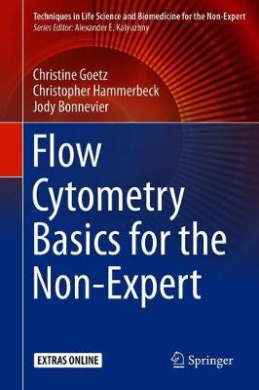 Techniques in Life Science and Biomedicine for the Non-Expert
Series Editor: Alexander E. Kalyuzhny
Christine Goetz
Christopher Hammerbeck
Jody Bonnevier
Flow
Cytometry
Basics for the
Non-Expert
EXTRAS ONLINE
Springer